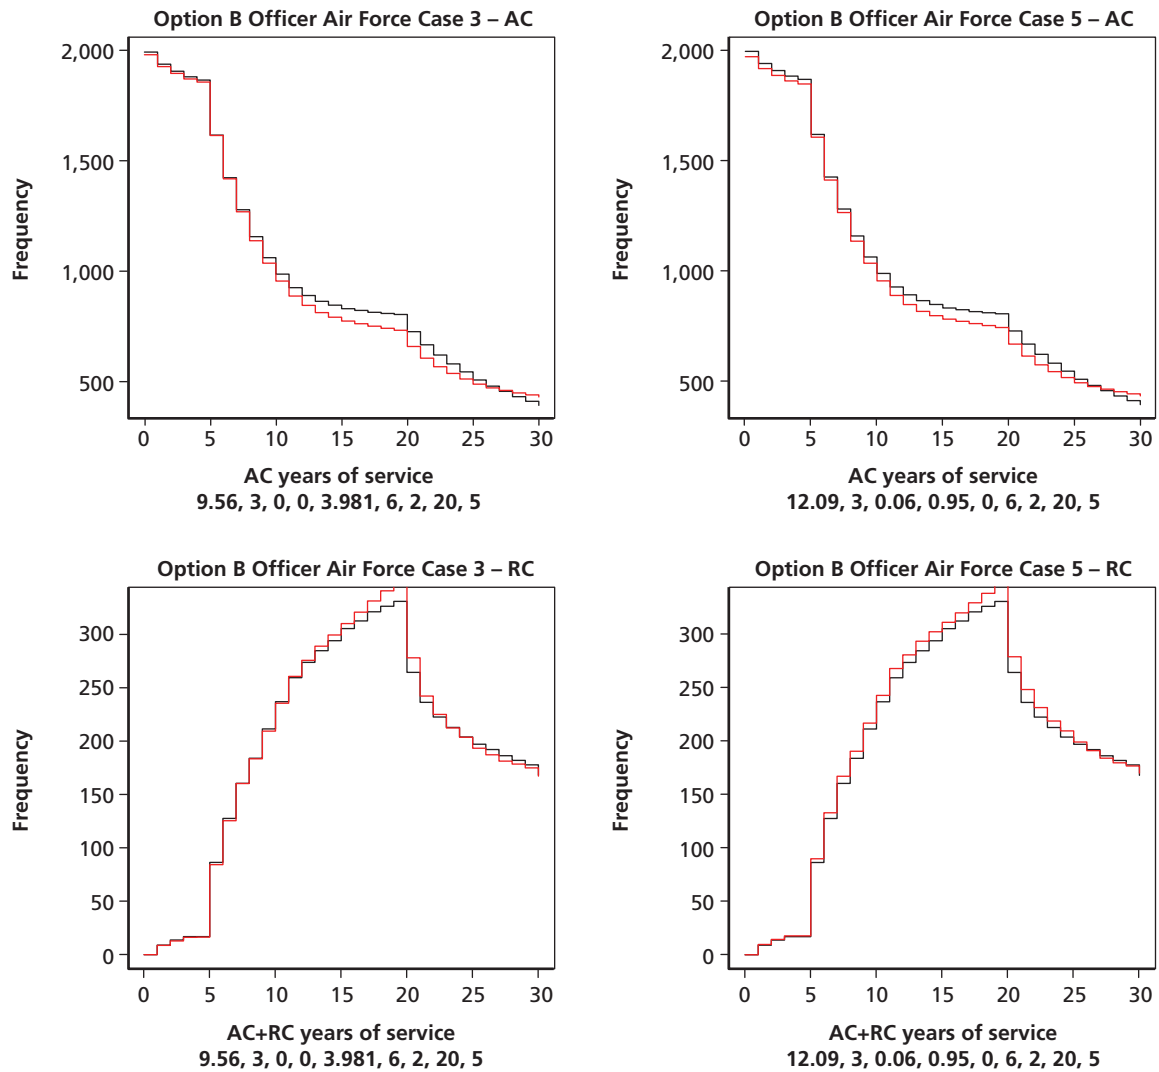 Option B Officer Air Force Case 3 – AC
Frequency
2,000
1,500
1,000
500
0 5 10 15 20 25 30
AC years of service
9.56, 3, 0, 0, 3.981, 6, 2, 20, 5
Option B Officer Air Force Case 5 – AC
Frequency
2,000
1,500
1,000
500
0 5 10 15 20 25 30
AC years of service
12.09, 3, 0.06, 0.95, 0, 6, 2, 20, 5
Option B Officer Air Force Case 3 – RC
Frequency
300
250
200
150
100
50
0
0 5 10 15 20 25 30
AC+RC years of service
9.56, 3, 0, 0, 3.981, 6, 2, 20, 5
Option B Officer Air Force Case 5 – RC
Frequency
300
250
200
150
100
50
0
0 5 10 15 20 25 30
AC+RC years of service
12.09, 3, 0.06, 0.95, 0, 6, 2, 20, 5